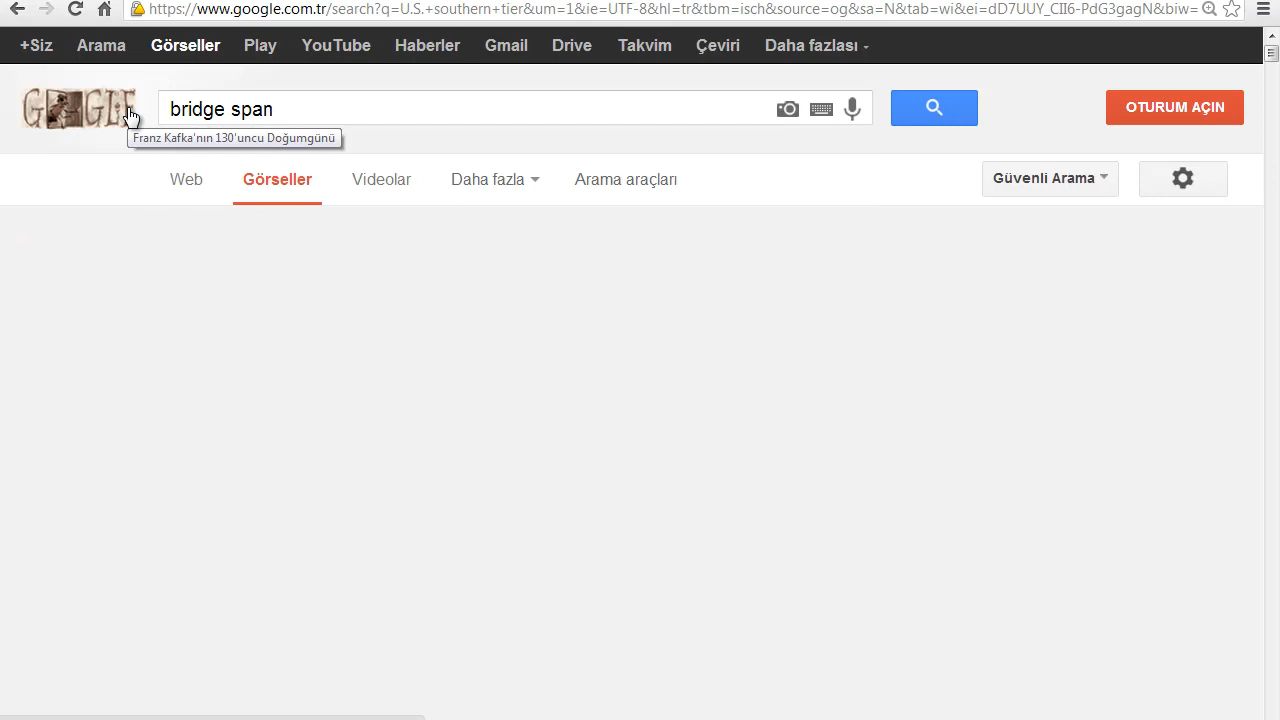 https://www.google.com.tr/search?q=U.S.+southern+tier&um=1&ie=UTF-8&hl=tr&tbm=isch&source=og&sa=N&tab=wi&ei=dD7UUY_CII6-PdG3gagN&biw=
+Siz Arama Görseller Play YouTube Haberler Gmail Drive Takvim Çeviri Daha fazlası
GOOGLE bridge span OTURUM AÇIN
Franz Kafka'nın 130'uncu Doğumgünü
Web Görseller Videolar Daha fazla Arama araçları Güvenli Arama